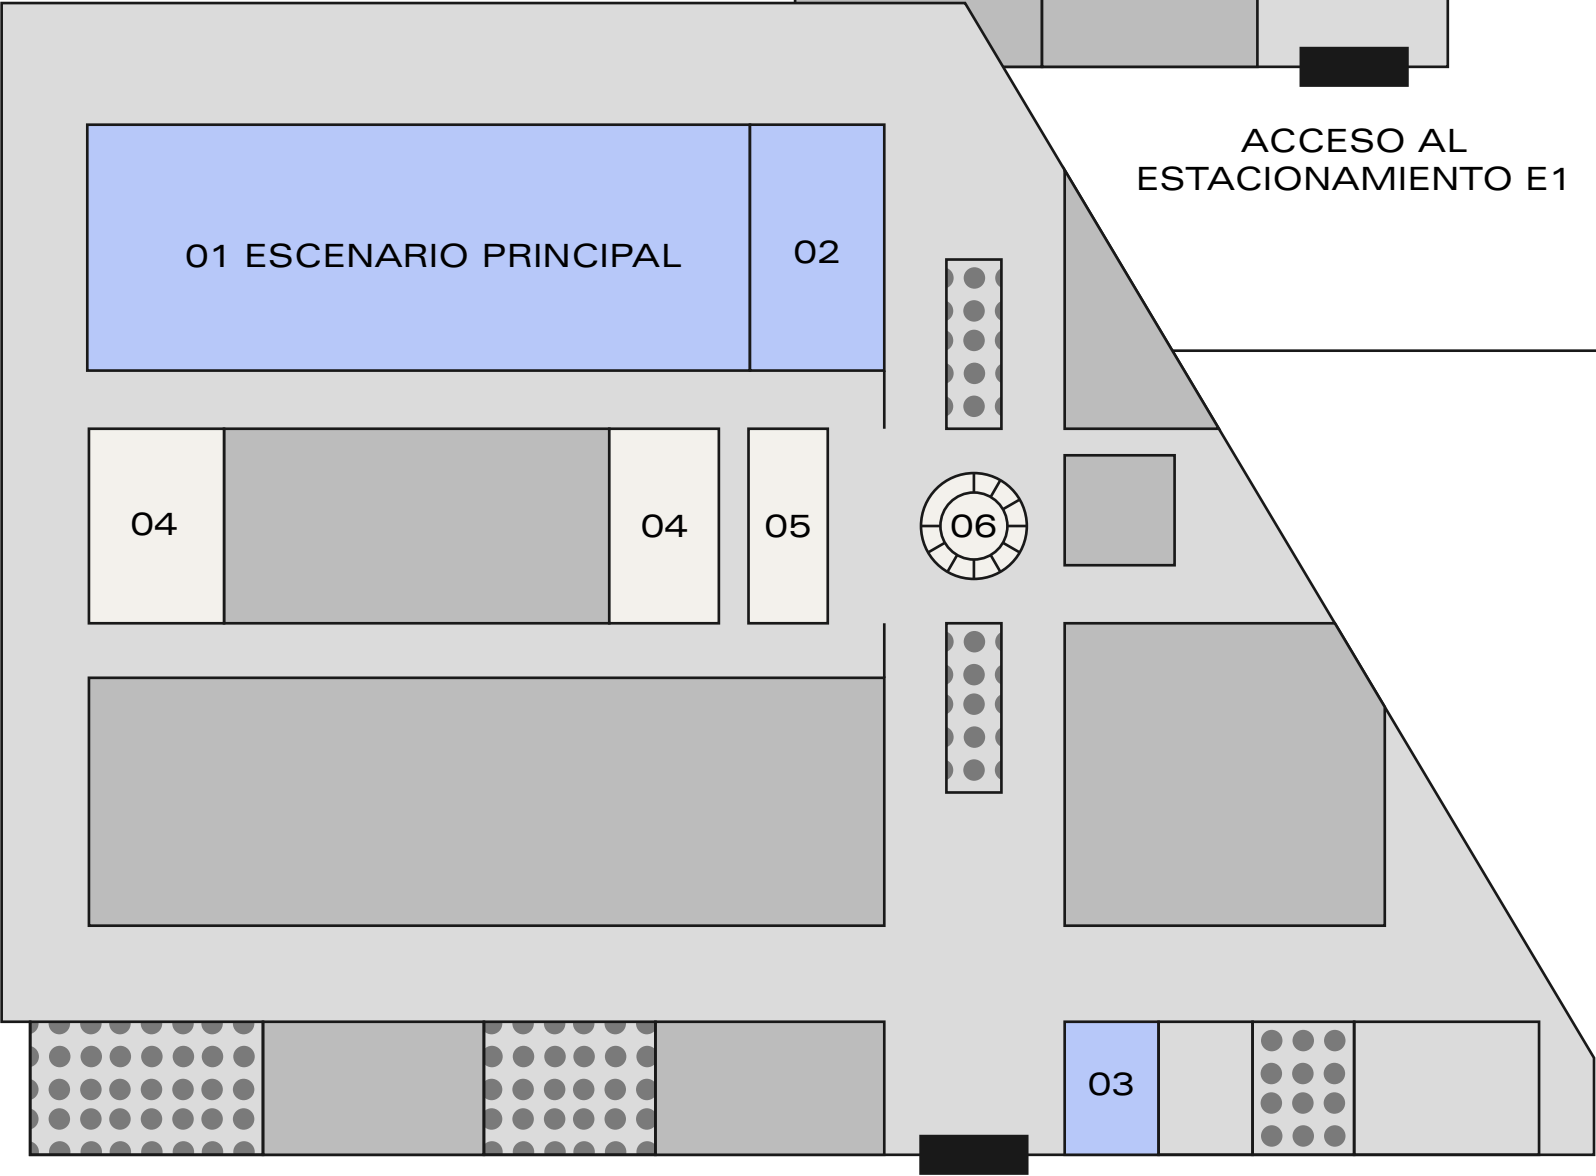 ACCESO AL
ESTACIONAMIENTO E1
01 ESCENARIO PRINCIPAL
02
04
04
05
06
03